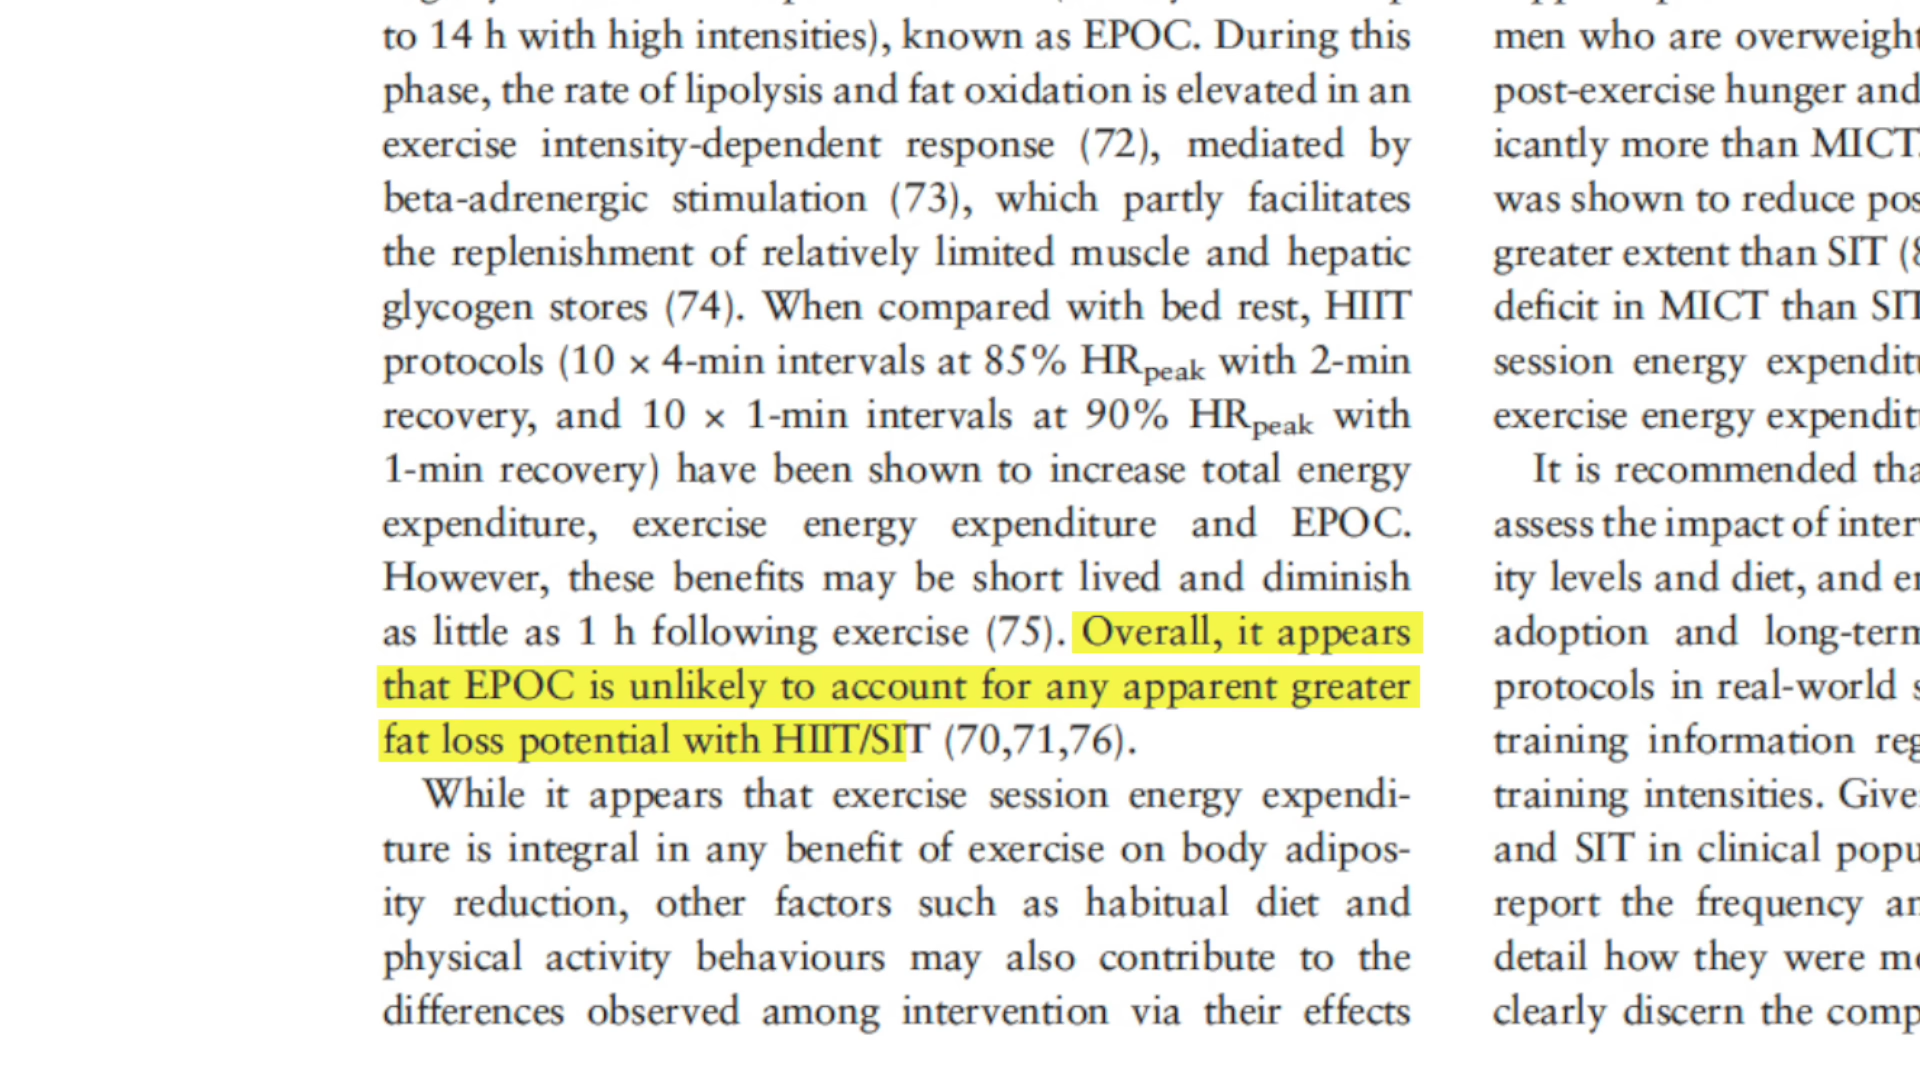 to 14 h with high intensities), known as EPOC. During this
phase, the rate of lipolysis and fat oxidation is elevated in an
exercise intensity-dependent response (72), mediated by
beta-adrenergic stimulation (73), which partly facilitates
the replenishment of relatively limited muscle and hepatic
glycogen stores (74). When compared with bed rest, HIIT
protocols (10 × 4-min intervals at 85% HRpeak with 2-min
recovery, and 10 × 1-min intervals at 90% HRpeak with
1-min recovery) have been shown to increase total energy
expenditure, exercise energy expenditure and EPOC.
However, these benefits may be short lived and diminish
as little as 1 h following exercise (75). Overall, it appears
that EPOC is unlikely to account for any apparent greater
fat loss potential with HIIT/SIT (70,71,76).
While it appears that exercise session energy expendi-
ture is integral in any benefit of exercise on body adipos-
ity reduction, other factors such as habitual diet and
physical activity behaviours may also contribute to the
differences observed among intervention via their effects
men who are overweight
post-exercise hunger and
icantly more than MICT.
was shown to reduce pos
greater extent than SIT (8
deficit in MICT than SIT
session energy expenditu
exercise energy expenditu
It is recommended tha
assess the impact of inter
ity levels and diet, and en
adoption and long-term
protocols in real-world s
training information reg
training intensities. Give
and SIT in clinical popu
report the frequency an
detail how they were mo
clearly discern the comp